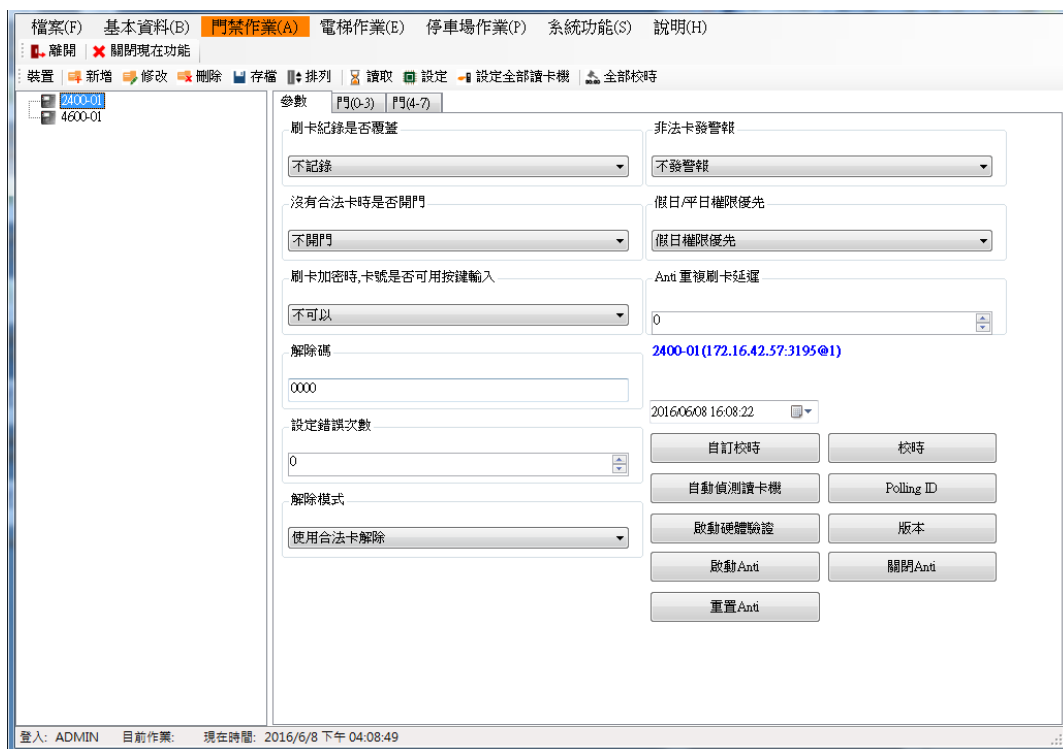 檔案(F) 基本資料(B) 門禁作業(A) 電梯作業(E) 停車場作業(P) 系統功能(S) 說明(H)
離開 關閉現在功能
裝置 新增 修改 刪除 存檔 排列 讀取 設定 設定全部讀卡機 全部校時
2400-01
4600-01
參數 門(0-3) 門(4-7)
刷卡紀錄是否覆蓋
不記錄
非法卡發警報
不發警報
沒有合法卡時是否開門
不開門
假日/平日權限優先
假日權限優先
刷卡加密時,卡號是否可用按鍵輸入
不可以
Anti 重複刷卡延遲
0
解除碼
0000
2400-01(172.16.42.57:3195@1)
設定錯誤次數
0
2016/06/08 16:08:22
解除模式
使用合法卡解除
自訂校時 校時
自動偵測讀卡機 Polling ID
啟動硬體驗證 版本
啟動Anti 關閉Anti
重置Anti
登入: ADMIN 目前作業: 現在時間: 2016/6/8 下午 04:08:49